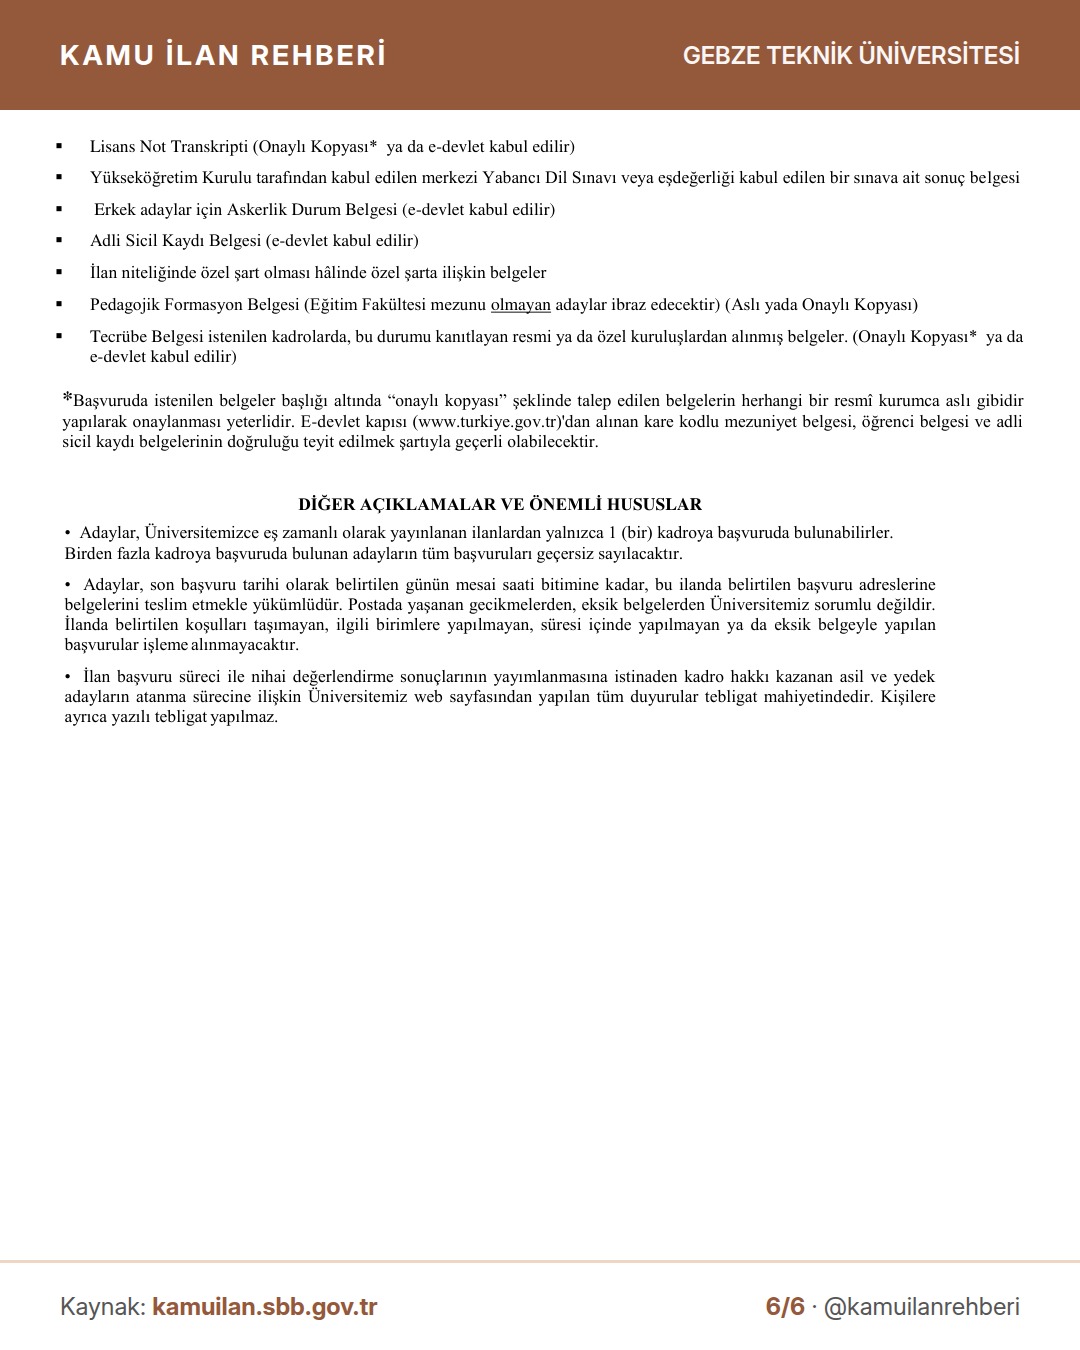 KAMU İLAN REHBERİ
GEBZE TEKNİK ÜNİVERSİTESİ
▪ Lisans Not Transkripti (Onaylı Kopyası* ya da e-devlet kabul edilir)
▪ Yükseköğretim Kurulu tarafından kabul edilen merkezi Yabancı Dil Sınavı veya eşdeğerliği kabul edilen bir sınava ait sonuç belgesi
▪ Erkek adaylar için Askerlik Durum Belgesi (e-devlet kabul edilir)
▪ Adli Sicil Kaydı Belgesi (e-devlet kabul edilir)
▪ İlan niteliğinde özel şart olması hâlinde özel şarta ilişkin belgeler
▪ Pedagojik Formasyon Belgesi (Eğitim Fakültesi mezunu olmayan adaylar ibraz edecektir) (Aslı yada Onaylı Kopyası)
▪ Tecrübe Belgesi istenilen kadrolarda, bu durumu kanıtlayan resmi ya da özel kuruluşlardan alınmış belgeler. (Onaylı Kopyası* ya da
e-devlet kabul edilir)
*Başvuruda istenilen belgeler başlığı altında “onaylı kopyası” şeklinde talep edilen belgelerin herhangi bir resmî kurumca aslı gibidir
yapılarak onaylanması yeterlidir. E-devlet kapısı (www.turkiye.gov.tr)'dan alınan kare kodlu mezuniyet belgesi, öğrenci belgesi ve adli
sicil kaydı belgelerinin doğruluğu teyit edilmek şartıyla geçerli olabilecektir.
DİĞER AÇIKLAMALAR VE ÖNEMLİ HUSUSLAR
• Adaylar, Üniversitemizce eş zamanlı olarak yayınlanan ilanlardan yalnızca 1 (bir) kadroya başvuruda bulunabilirler.
Birden fazla kadroya başvuruda bulunan adayların tüm başvuruları geçersiz sayılacaktır.
• Adaylar, son başvuru tarihi olarak belirtilen günün mesai saati bitimine kadar, bu ilanda belirtilen başvuru adreslerine
belgelerini teslim etmekle yükümlüdür. Postada yaşanan gecikmelerden, eksik belgelerden Üniversitemiz sorumlu değildir.
İlanda belirtilen koşulları taşımayan, ilgili birimlere yapılmayan, süresi içinde yapılmayan ya da eksik belgeyle yapılan
başvurular işleme alınmayacaktır.
• İlan başvuru süreci ile nihai değerlendirme sonuçlarının yayımlanmasına istinaden kadro hakkı kazanan asil ve yedek
adayların atanma sürecine ilişkin Üniversitemiz web sayfasından yapılan tüm duyurular tebligat mahiyetindedir. Kişilere
ayrıca yazılı tebligat yapılmaz.
Kaynak: kamuilan.sbb.gov.tr
6/6 · @kamuilanrehberi